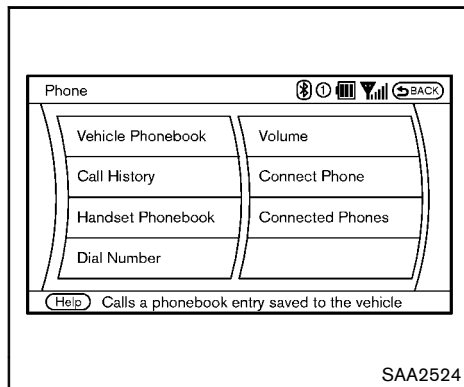 Phone ① BACK
Vehicle Phonebook
Call History
Handset Phonebook
Dial Number
Volume
Connect Phone
Connected Phones
Help Calls a phonebook entry saved to the vehicle
SAA2524